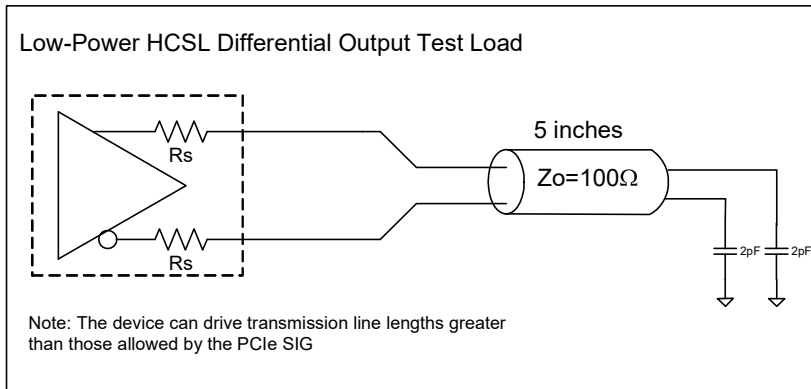 Low-Power HCSL Differential Output Test Load
Rs
5 inches
Zo=100Ω
2pF
2pF
Rs
Note: The device can drive transmission line lengths greater
than those allowed by the PCIe SIG